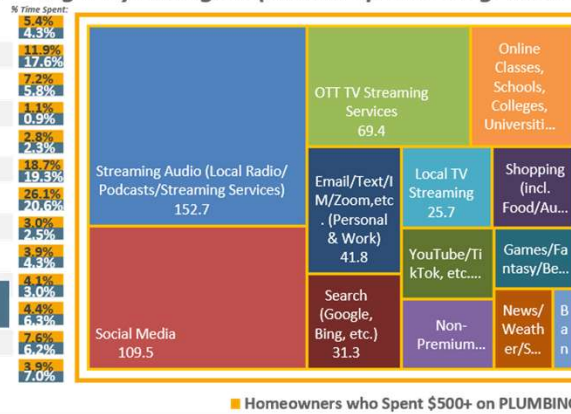 % Time Spent:
5.4%
4.3%
11.9%
17.6%
7.2%
5.8%
1.1%
0.9%
2.8%
2.3%
18.7%
19.3%
26.1%
20.6%
3.0%
2.5%
3.9%
4.3%
4.1%
3.0%
4.4%
6.3%
7.6%
6.2%
3.9%
7.0%
Streaming Audio (Local Radio/
Podcasts/Streaming Services)
152.7
Social Media
109.5
OTT TV Streaming
Services
69.4
Online
Classes,
Schools,
Colleges,
Universiti...
Email/Text/I
M/Zoom,etc
. (Personal
& Work)
41.8
Local TV
Streaming
25.7
Shopping
(incl.
Food/Au...
YouTube/Ti
kTok, etc....
Games/Fa
ntasy/Be...
Search
(Google,
Bing, etc.)
31.3
Non-
Premium...
News/
Weath
er/S...
B
a
n
Homeowners who Spent $500+ on PLUMBING